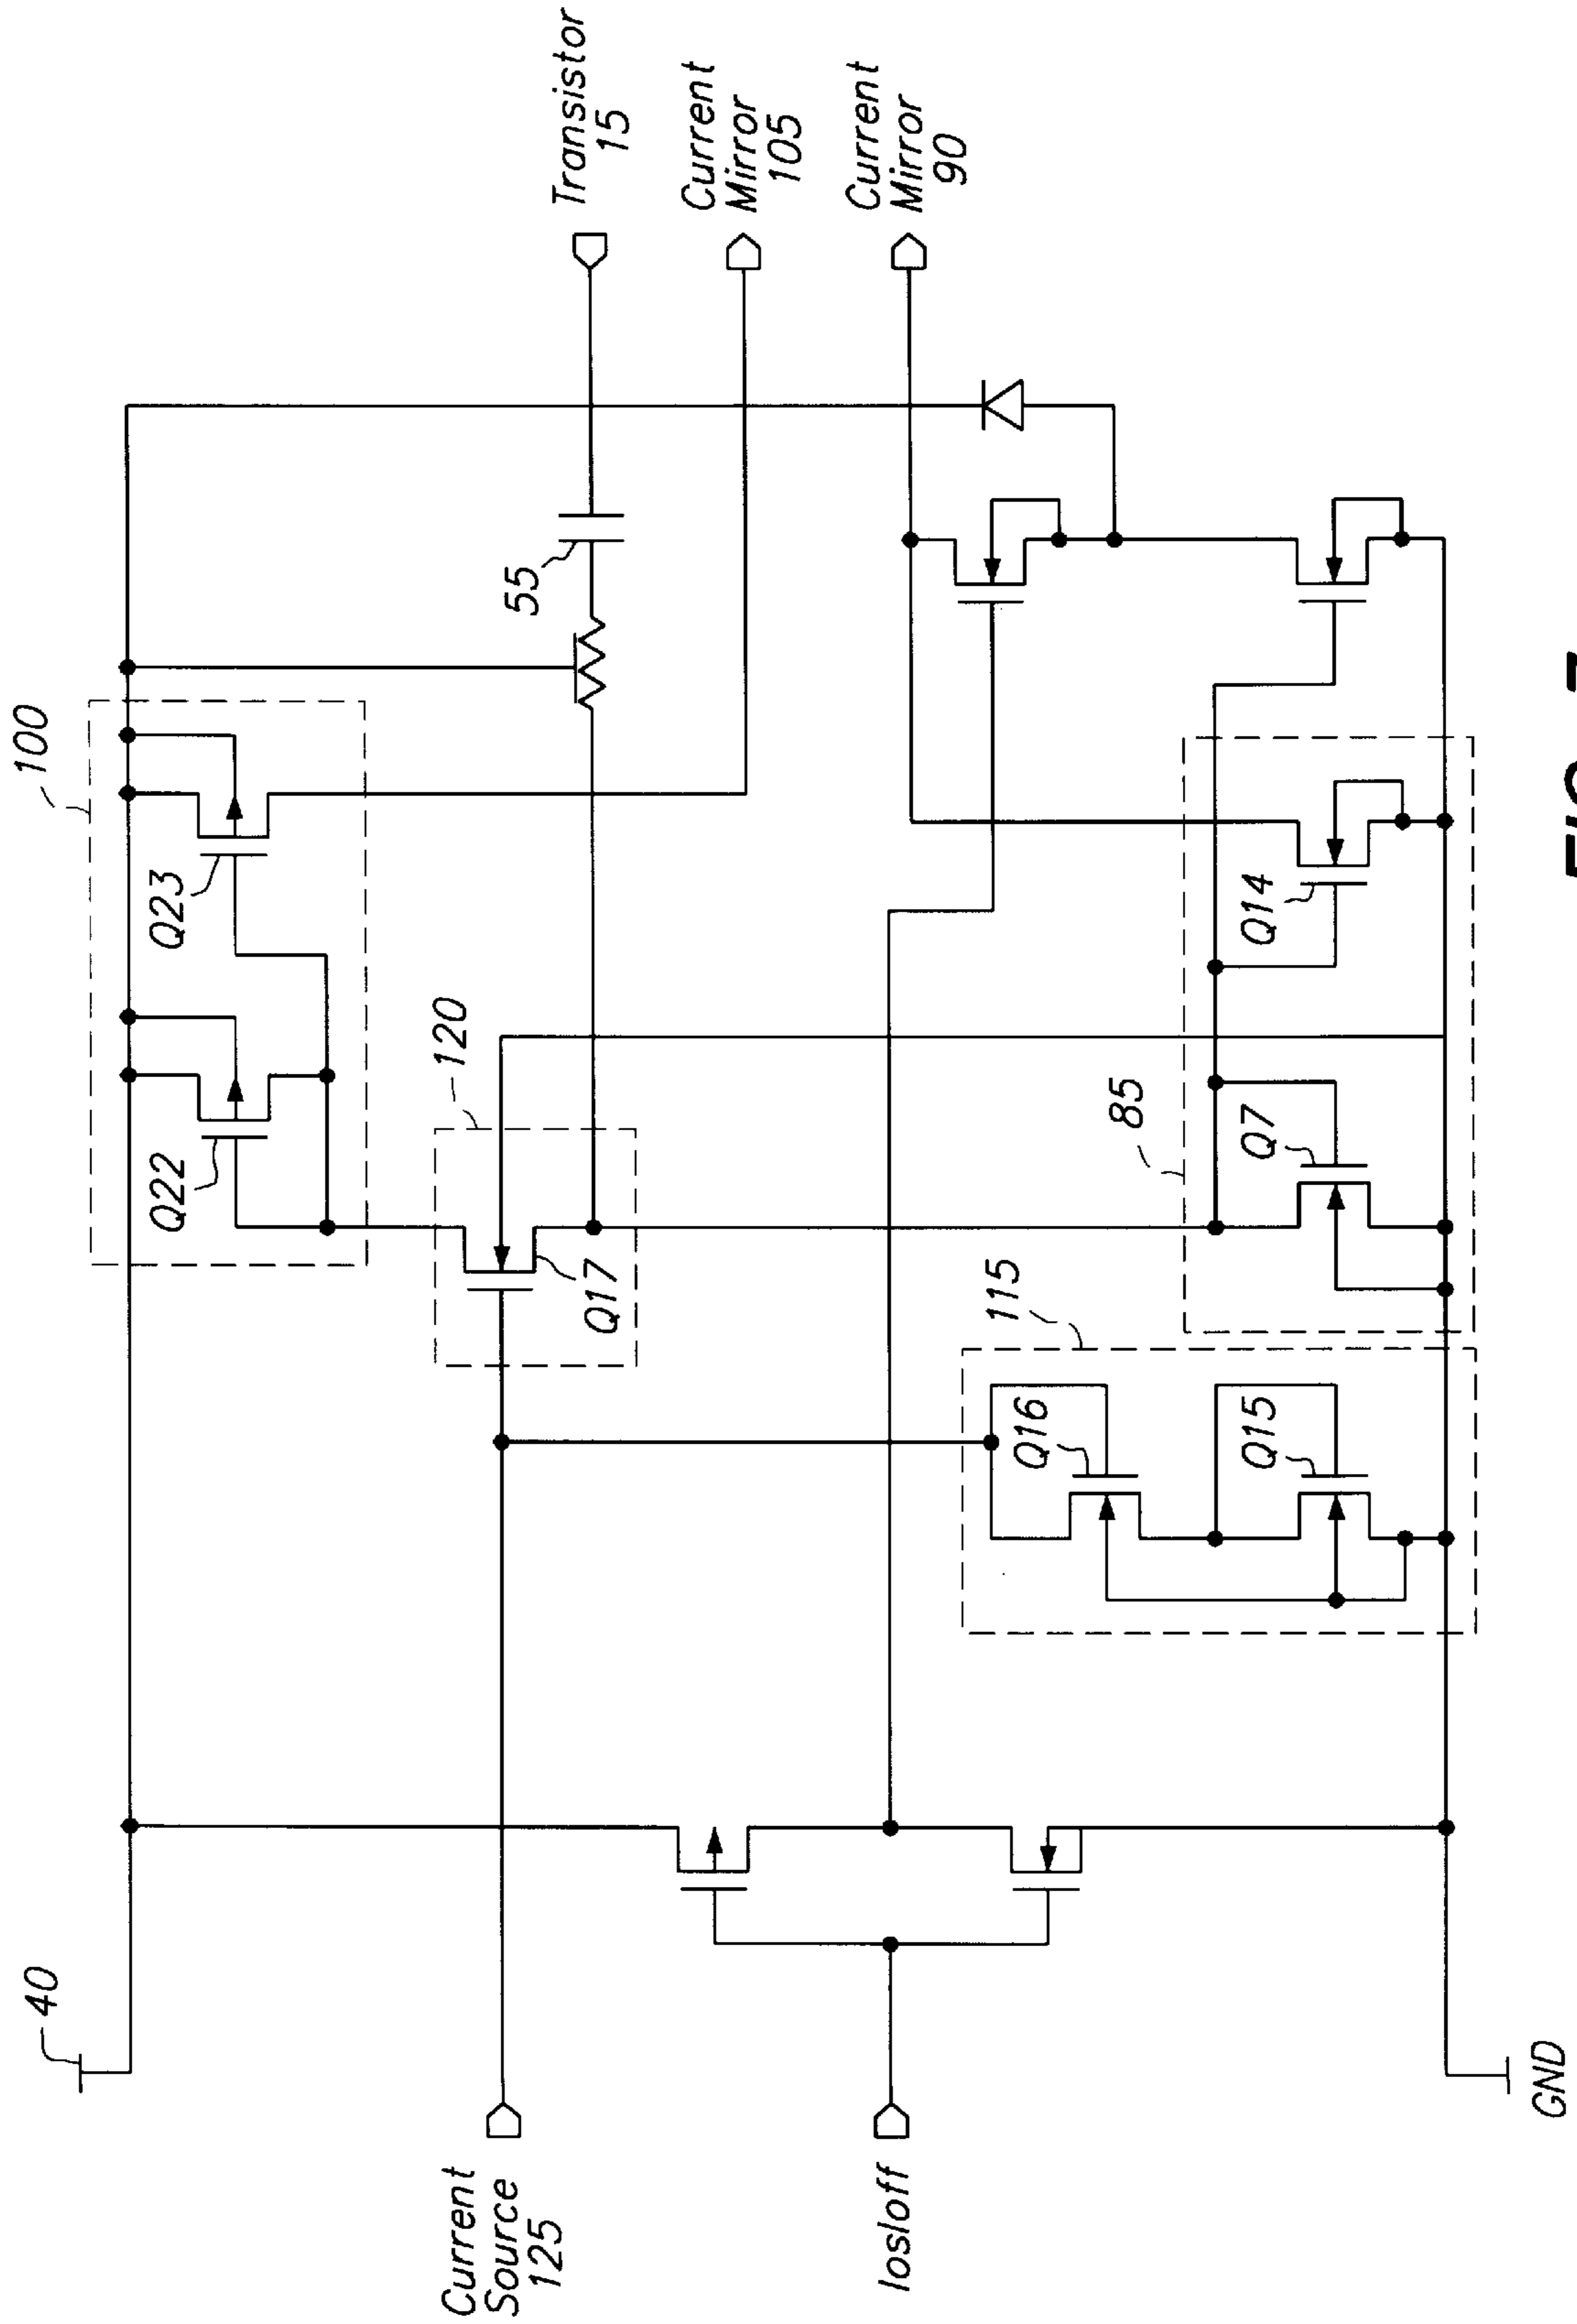 100
40
Q23
Q22
120
Current
Source
125
55
Transistor
15
Q17
Current
Mirror
105
Current
Mirror
90
Iosloff
115
Q16
85
Q14
Q7
Q15
GND